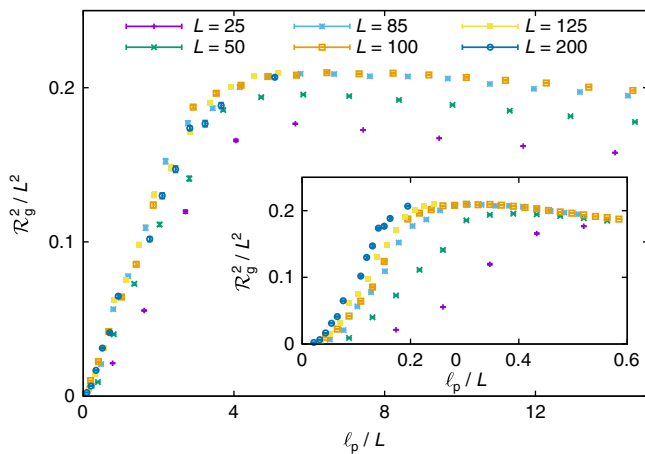 L = 25 L = 85 L = 125
L = 50 L = 100 L = 200
0.2
0.1
0
ℛ_g^2 / L^2
0 4 8 12
ℓ_p / L
0.2
0.1
0
ℛ_g^2 / L^2
0 0.2 0 0.4 0.6
ℓ_p / L